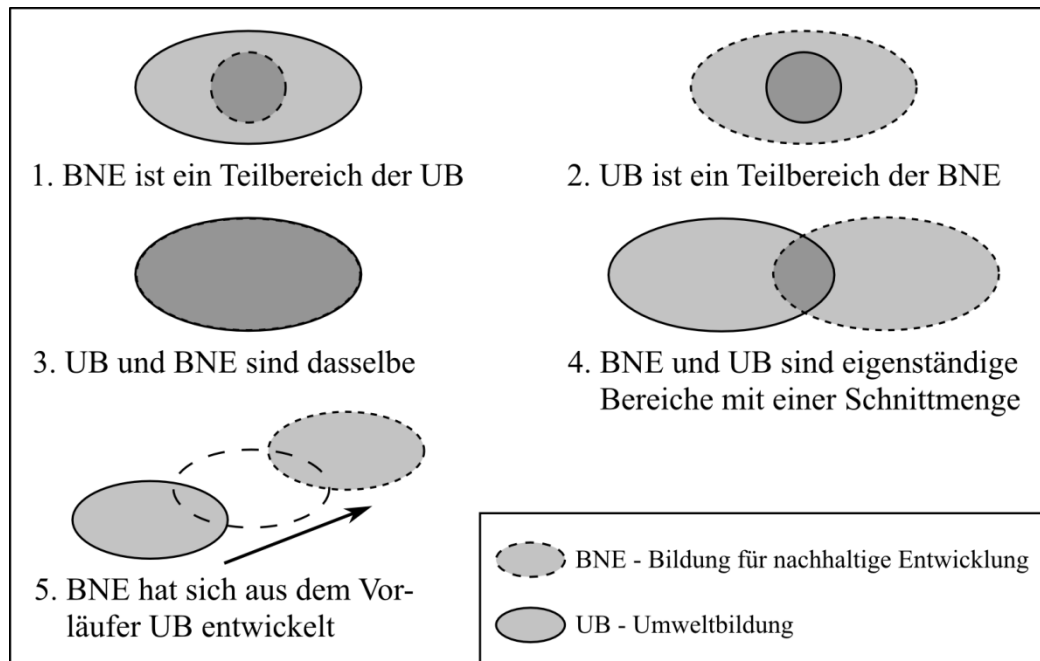 1. BNE ist ein Teilbereich der UB
2. UB ist ein Teilbereich der BNE
3. UB und BNE sind dasselbe
4. BNE und UB sind eigenständige
Bereiche mit einer Schnittmenge
5. BNE hat sich aus dem Vor-
läufer UB entwickelt
BNE - Bildung für nachhaltige Entwicklung
UB - Umweltbildung